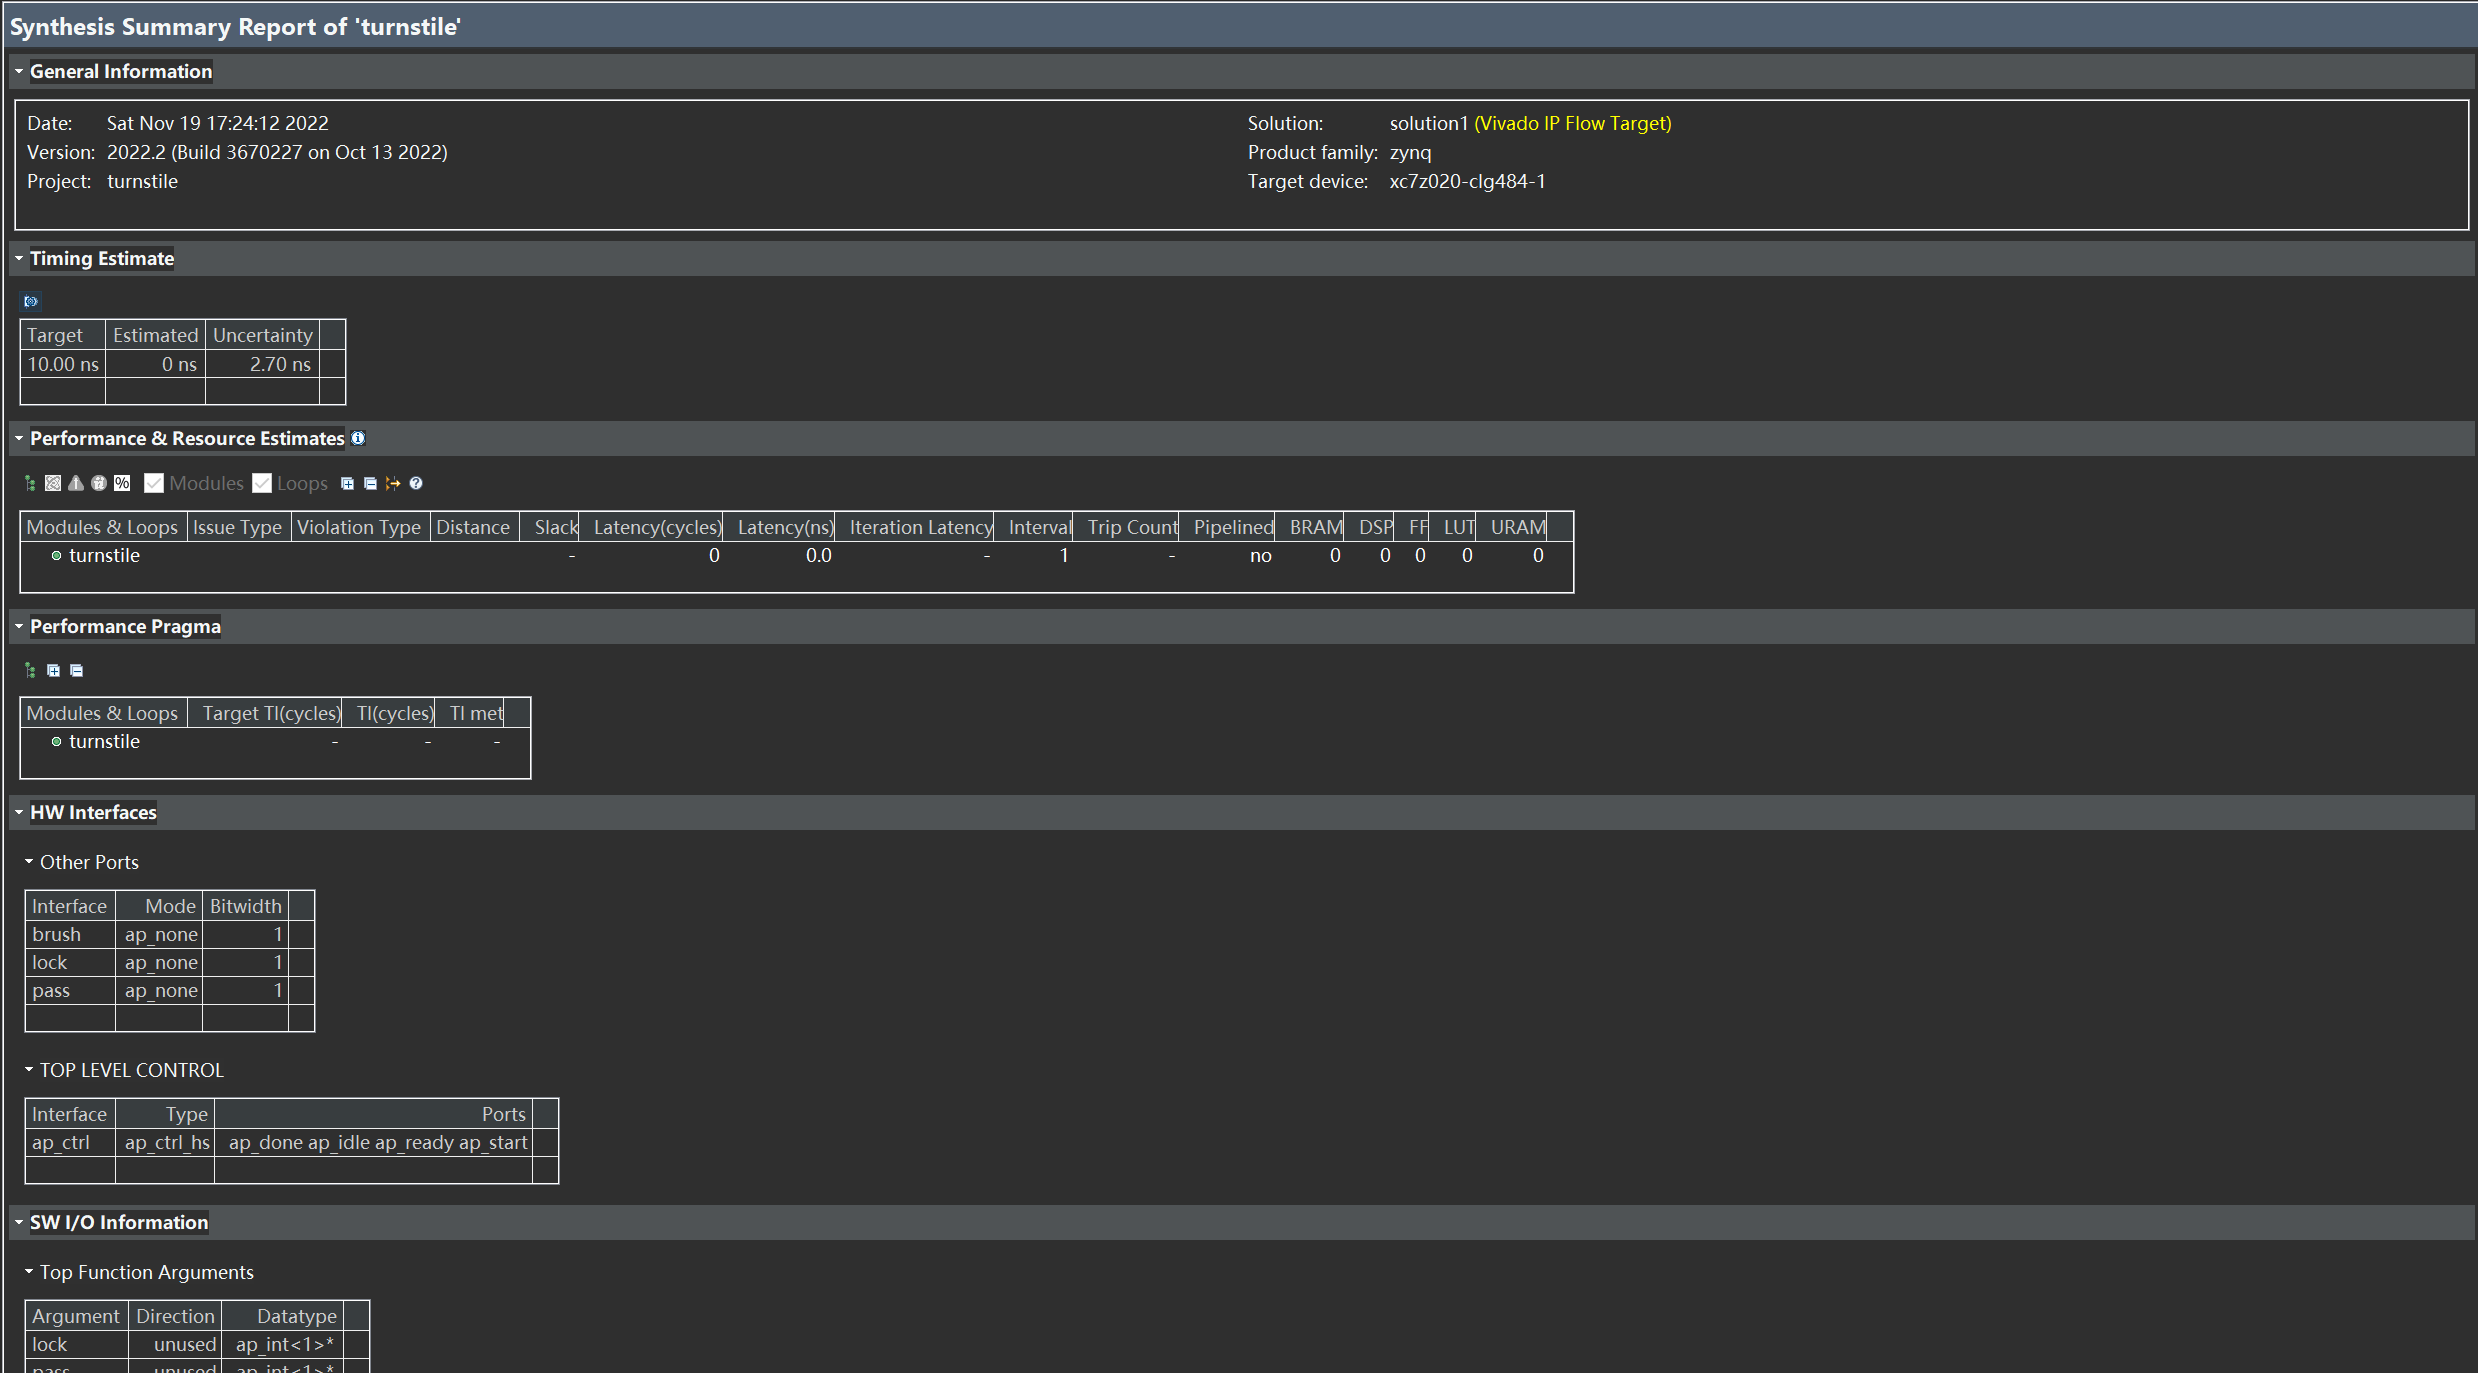 Synthesis Summary Report of 'turnstile'
General Information
Date: Sat Nov 19 17:24:12 2022
Version: 2022.2 (Build 3670227 on Oct 13 2022)
Project: turnstile
Solution: solution1 (Vivado IP Flow Target)
Product family: zynq
Target device: xc7z020-clg484-1
Timing Estimate
Target Estimated Uncertainty
10.00 ns 0 ns 2.70 ns
Performance & Resource Estimates
% Modules Loops
Modules & Loops Issue Type Violation Type Distance Slack Latency(cycles) Latency(ns) Iteration Latency Interval Trip Count Pipelined BRAM DSP FF LUT URAM
turnstile - 0 0.0 - 1 - no 0 0 0 0 0
Performance Pragma
Modules & Loops Target TI(cycles) TI(cycles) TI met
turnstile - - -
HW Interfaces
Other Ports
Interface Mode Bitwidth
brush ap_none 1
lock ap_none 1
pass ap_none 1
TOP LEVEL CONTROL
Interface Type Ports
ap_ctrl ap_ctrl_hs ap_done ap_idle ap_ready ap_start
SW I/O Information
Top Function Arguments
Argument Direction Datatype
lock unused ap_int<1>*
pass unused ap_int<1>*